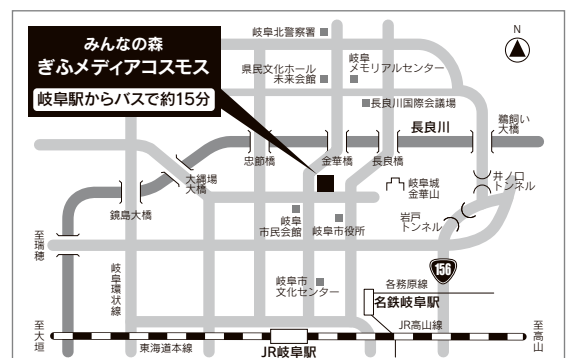 みんなの森
ぎふメディアコスモス
岐阜駅からバスで約15分
岐阜北警察署
N
県民文化ホール
未来会館
岐阜
メモリアルセンター
長良川国際会議場
長良川
鵜飼い
大橋
忠節橋
金華橋
長良橋
大縄場
大橋
鏡島大橋
岐阜城
金華山
井ノ口
トンネル
岐阜
市民会館
岐阜市役所
岩戸
トンネル
至瑞穂
岐阜環状線
岐阜市
文化センター
156
各務原線
名鉄岐阜駅
至大垣
東海道本線
JR岐阜駅
JR高山線
至高山